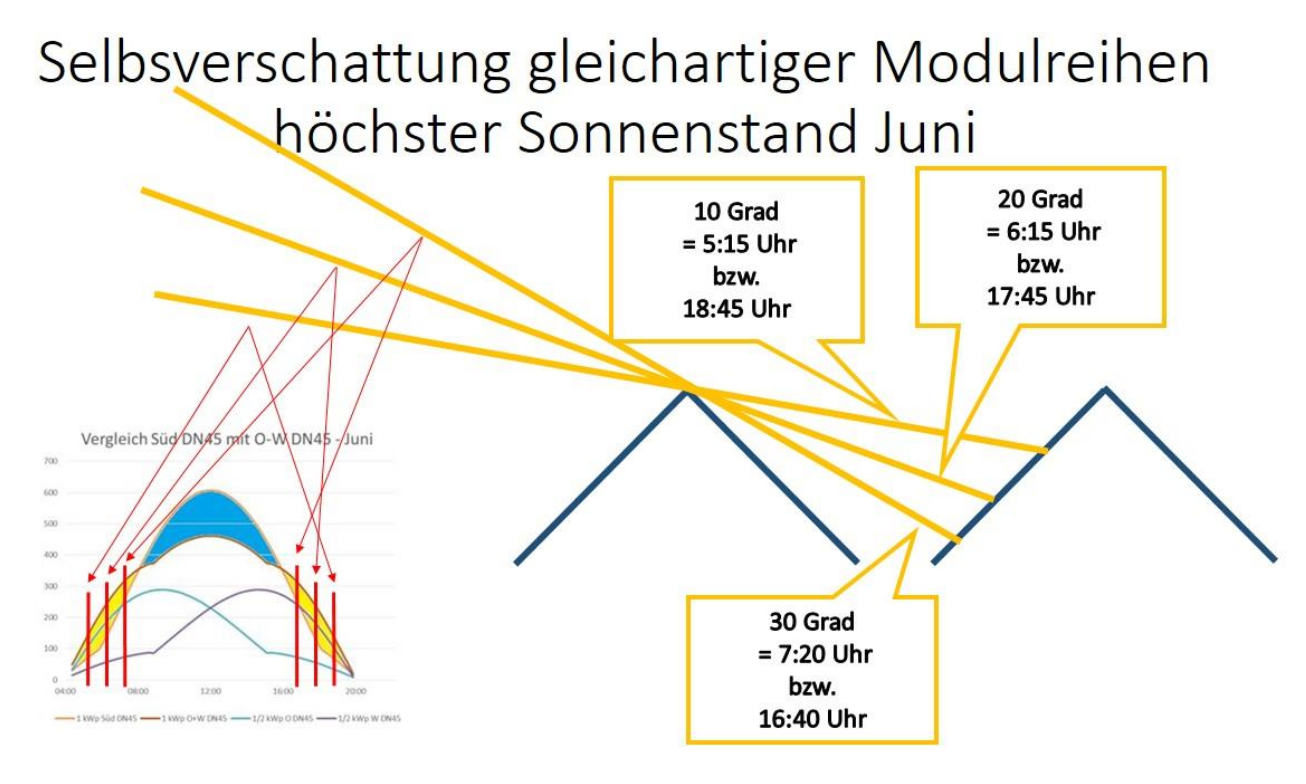 Selbsverschattung gleichartiger Modulreihen
höchster Sonnenstand Juni
10 Grad
= 5:15 Uhr
bzw.
18:45 Uhr
20 Grad
= 6:15 Uhr
bzw.
17:45 Uhr
30 Grad
= 7:20 Uhr
bzw.
16:40 Uhr
Vergleich Süd DN45 mit O-W DN45 - Juni
700
600
500
400
300
200
100
0
04:00 08:00 12:00 16:00 20:00
1 kWp Süd DN45 1 kWp O+W DN45 1/2 kWp O DN45 1/2 kWp W DN45